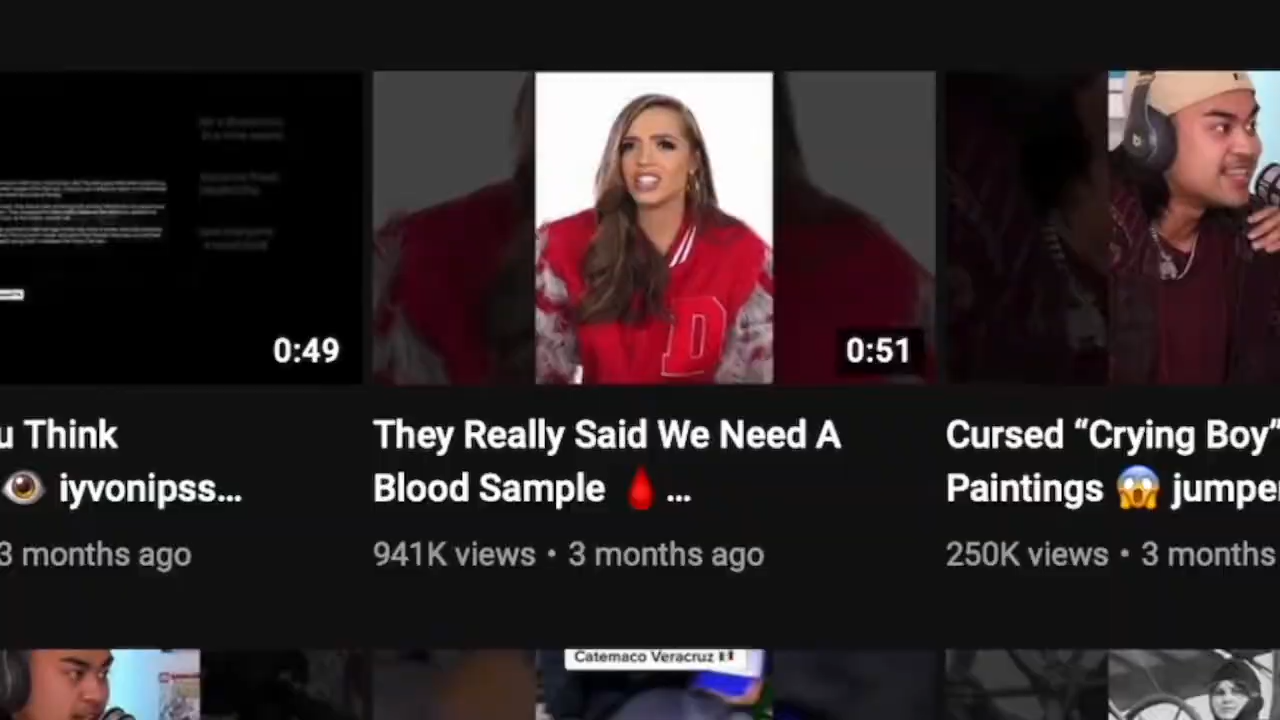 0:49
0:51
D
u Think
👁 iyvonipss...
3 months ago
They Really Said We Need A
Blood Sample 🩸 ...
941K views • 3 months ago
Cursed “Crying Boy”
Paintings 😱 jumper
250K views • 3 months
Catemaco Veracruz